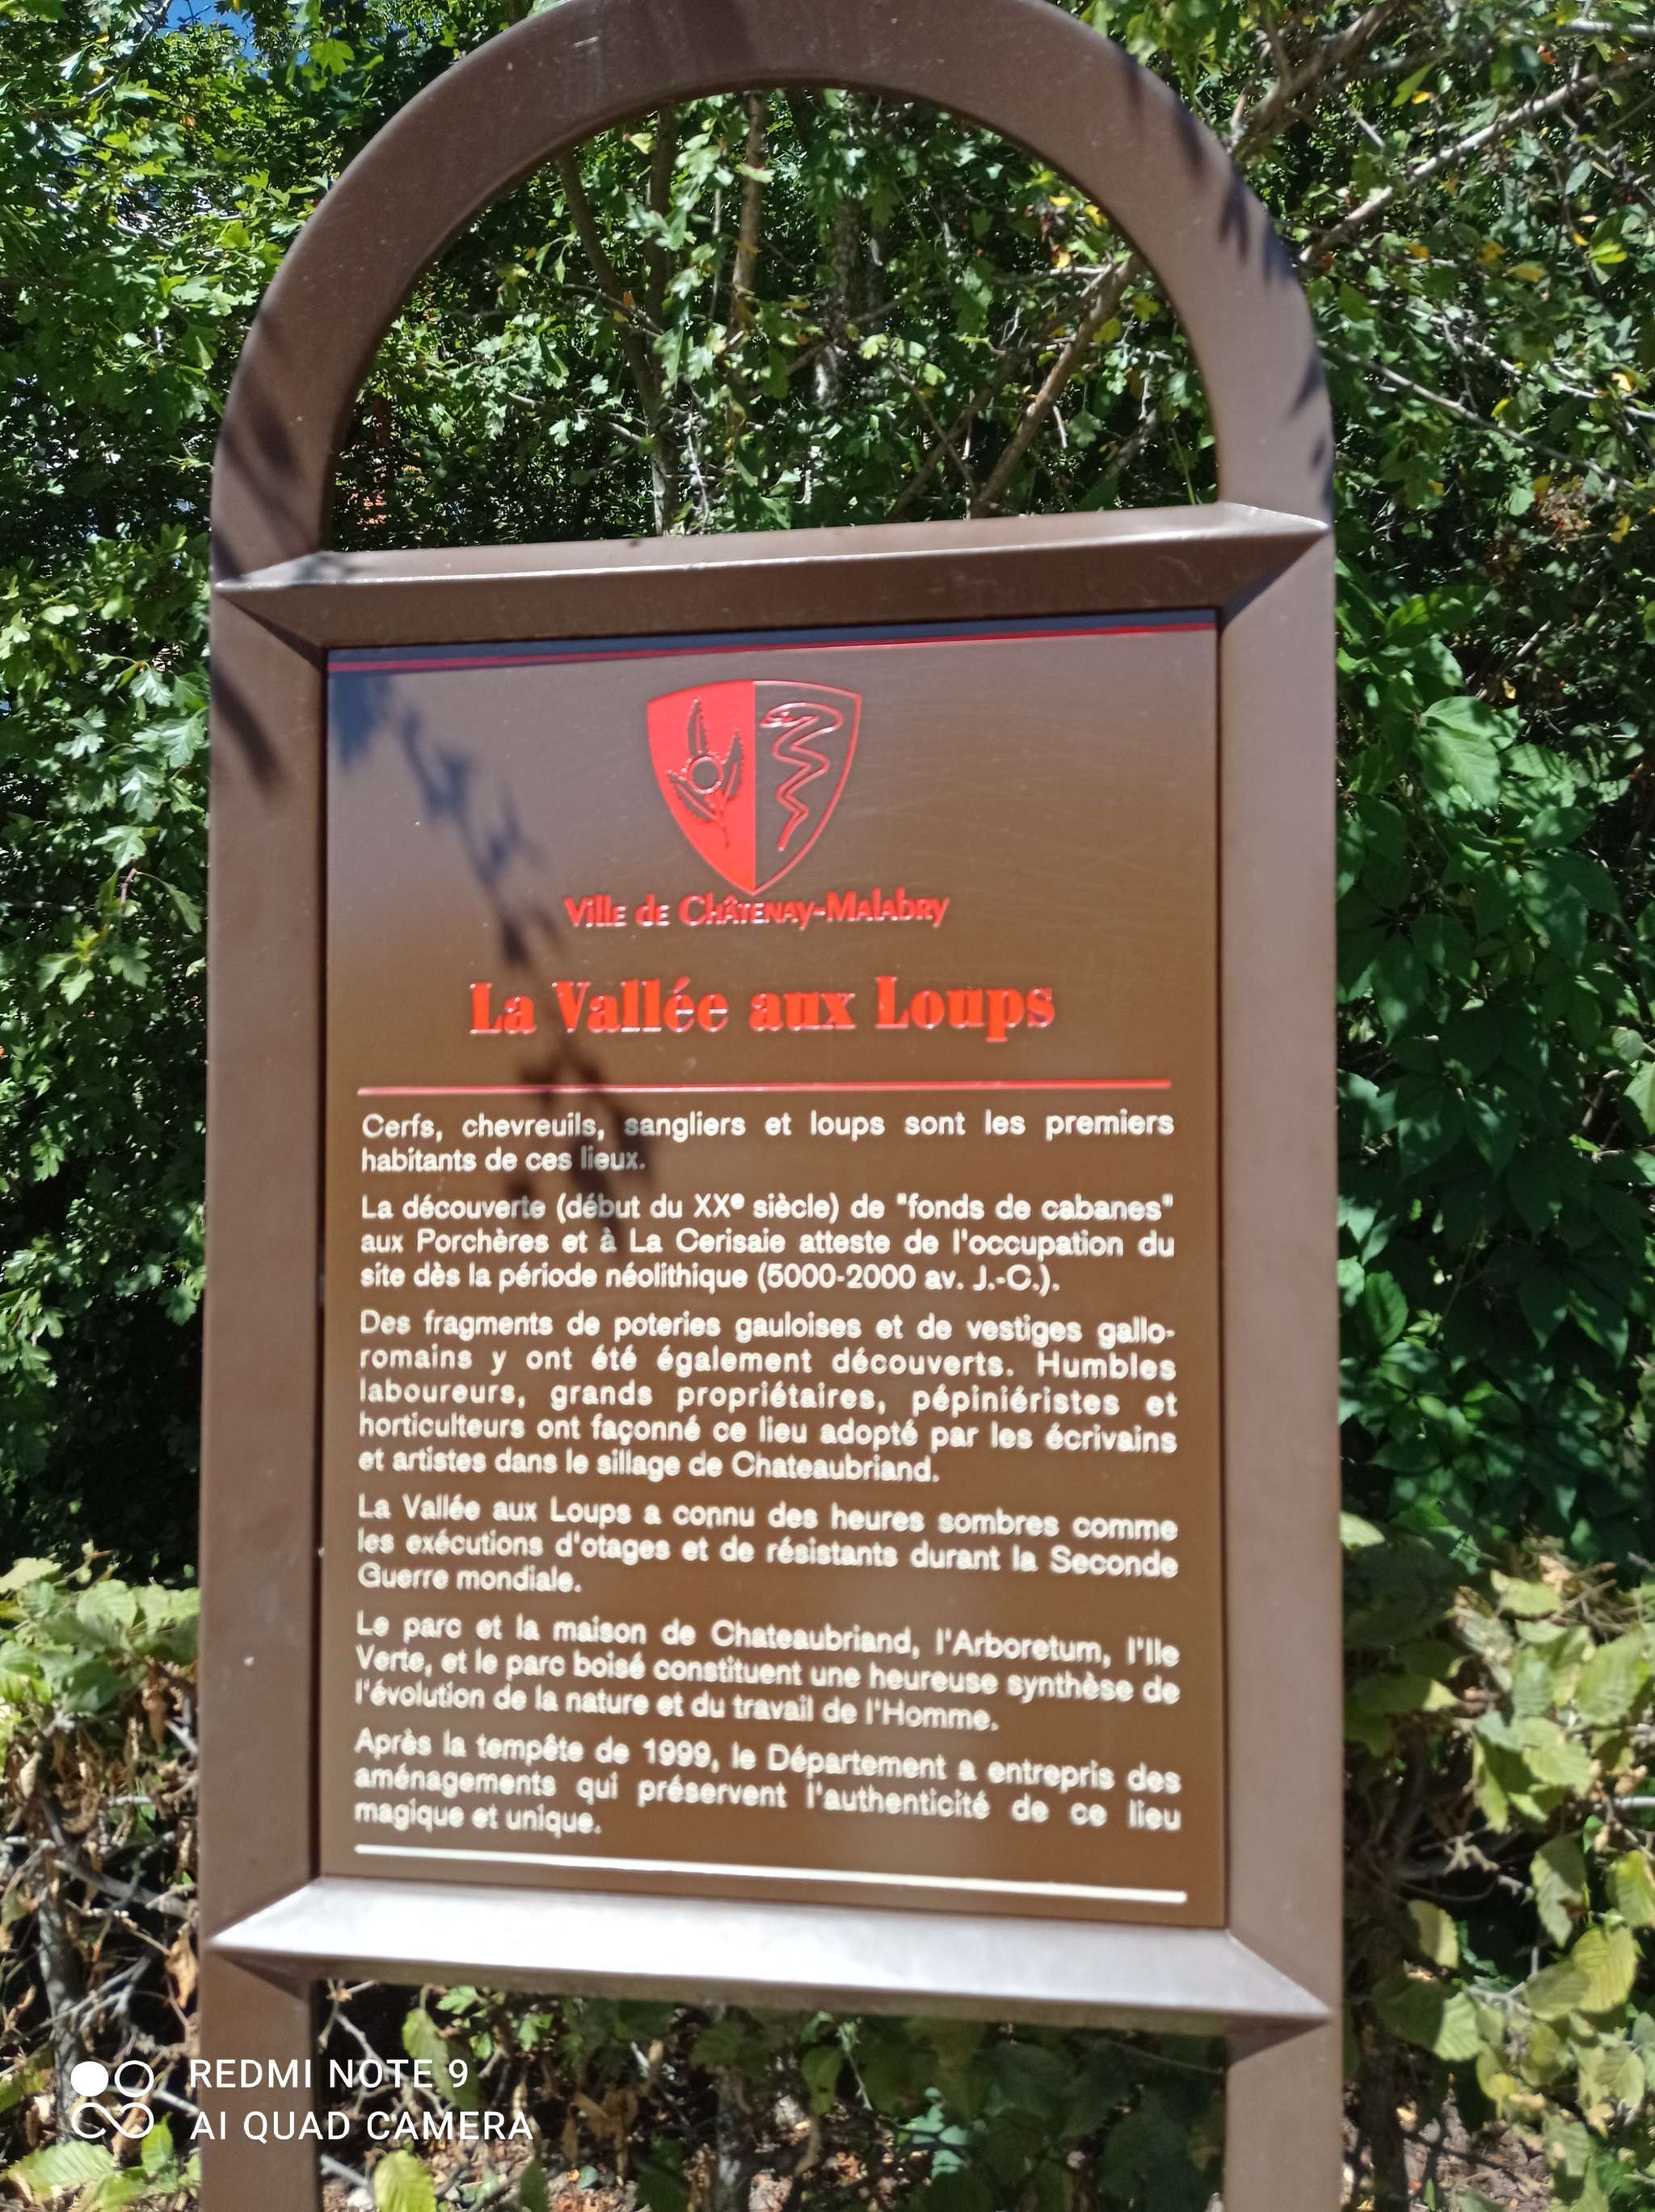 Ville de Châtenay-Malabry
La Vallée aux Loups
Cerfs, chevreuils, sangliers et loups sont les premiers
habitants de ces lieux.
La découverte (début du XXe siècle) de "fonds de cabanes"
aux Porchères et à La Cerisaie atteste de l'occupation du
site dès la période néolithique (5000-2000 av. J.-C.).
Des fragments de poteries gauloises et de vestiges gallo-
romains y ont été également découverts. Humbles
laboureurs, grands propriétaires, pépiniéristes et
horticulteurs ont façonné ce lieu adopté par les écrivains
et artistes dans le sillage de Chateaubriand.
La Vallée aux Loups a connu des heures sombres comme
les exécutions d'otages et de résistants durant la Seconde
Guerre mondiale.
Le parc et la maison de Chateaubriand, l'Arboretum, l'Ile
Verte, et le parc boisé constituent une heureuse synthèse de
l'évolution de la nature et du travail de l'Homme.
Après la tempête de 1999, le Département a entrepris des
aménagements qui préservent l'authenticité de ce lieu
magique et unique.
REDMI NOTE 9
AI QUAD CAMERA